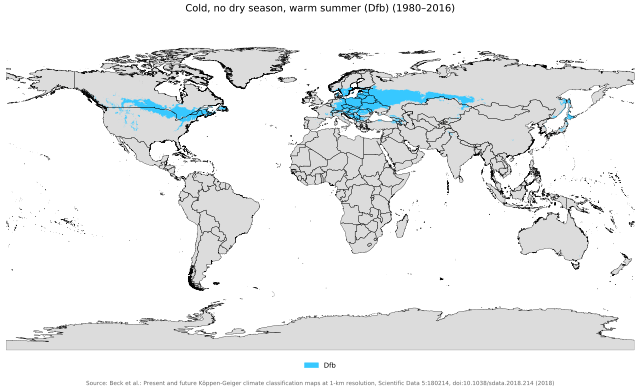 Cold, no dry season, warm summer (Dfb) (1980–2016)
Dfb
Source: Beck et al.: Present and future Köppen-Geiger climate classification maps at 1-km resolution, Scientific Data 5:180214, doi:10.1038/sdata.2018.214 (2018)